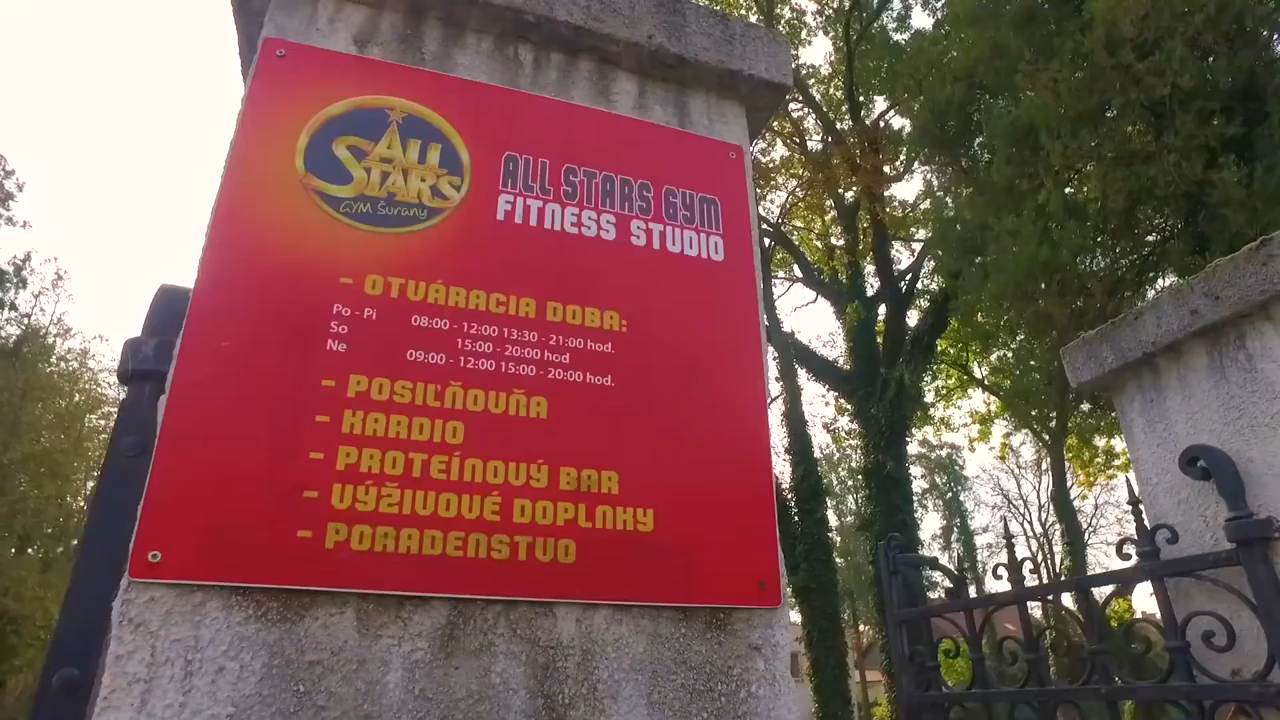 ALL
STARS
GYM Šurany
ALL STARS GYM
FITNESS STUDIO
- OTVÁRACIA DOBA:
Po - Pi 08:00 - 12:00 13:30 - 21:00 hod.
So 15:00 - 20:00 hod
Ne 09:00 - 12:00 15:00 - 20:00 hod.
- POSILŇOVŇA
- KARDIO
- PROTEÍNOVÝ BAR
- VÝŽIVOVÉ DOPLNKY
- PORADENSTVO